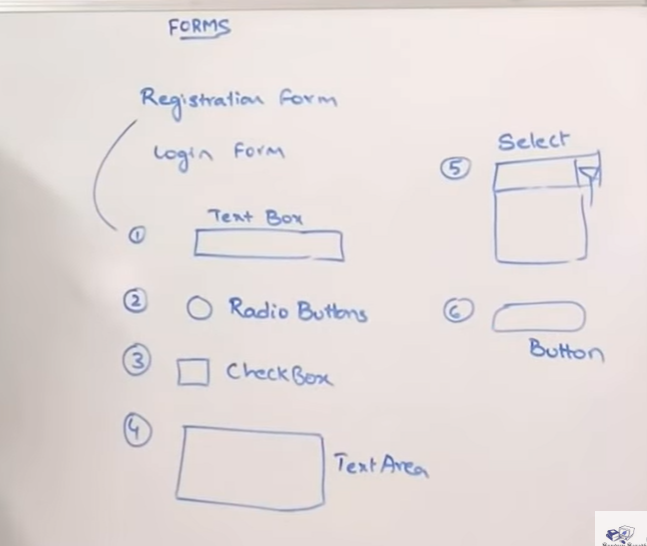 FORMS
Registration Form
Login Form
① Text Box
② Radio Buttons
③ CheckBox
④ TextArea
⑤ Select
⑥ Button